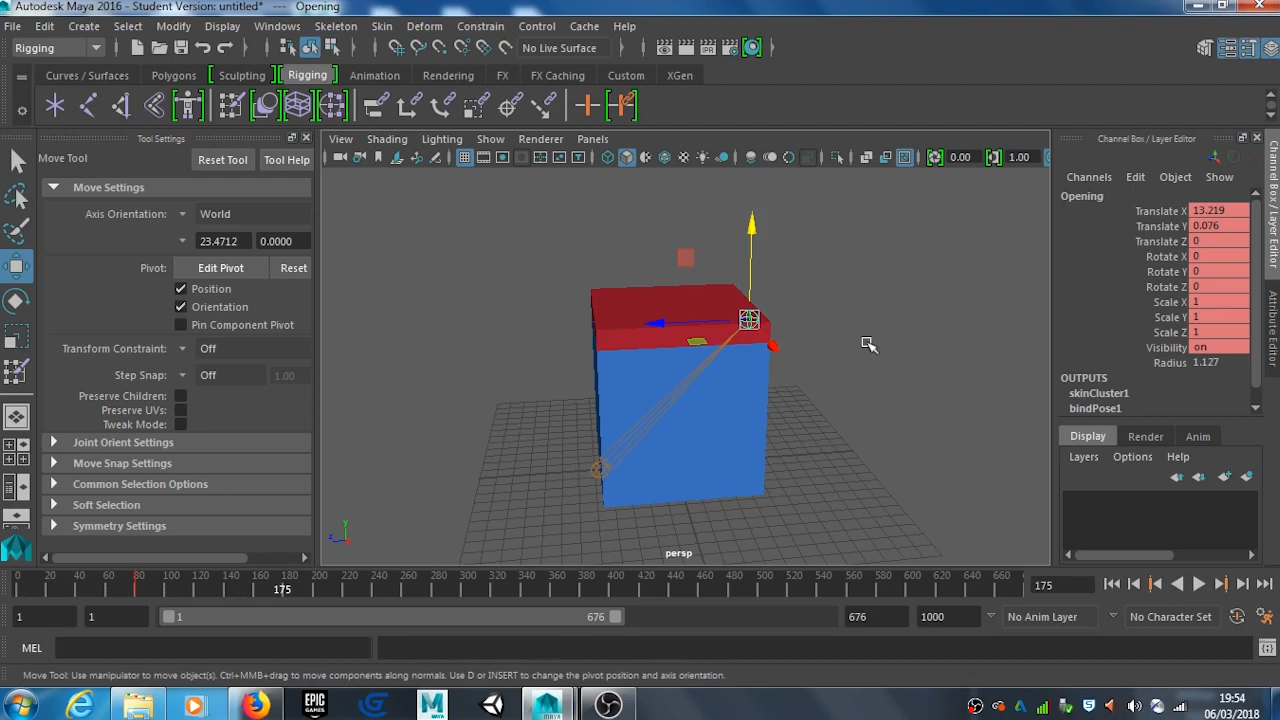 Autodesk Maya 2016 - Student Version: untitled* --- Opening
File Edit Create Select Modify Display Windows Skeleton Skin Deform Constrain Control Cache Help
Rigging No Live Surface
Curves / Surfaces Polygons Sculpting Rigging Animation Rendering FX FX Caching Custom XGen
Tool Settings
Move Tool Reset Tool Tool Help
Move Settings
Axis Orientation: World
23.4712 0.0000
Pivot: Edit Pivot Reset
Position
Orientation
Pin Component Pivot
Transform Constraint: Off
Step Snap: Off 1.00
Preserve Children:
Preserve UVs:
Tweak Mode:
Joint Orient Settings
Move Snap Settings
Common Selection Options
Soft Selection
Symmetry Settings
View Shading Lighting Show Renderer Panels
0.00 1.00
y
z
persp
Channel Box / Layer Editor
Channels Edit Object Show
Opening
Translate X 13.219
Translate Y 0.076
Translate Z 0
Rotate X 0
Rotate Y 0
Rotate Z 0
Scale X 1
Scale Y 1
Scale Z 1
Visibility on
Radius 1.127
OUTPUTS
skinCluster1
bindPose1
Display Render Anim
Layers Options Help
Channel Box / Layer Editor
Attribute Editor
0 20 40 60 80 100 120 140 160 180 200 220 240 260 280 300 320 340 360 380 400 420 440 460 480 500 520 540 560 580 600 620 640 660
175 175
1 1 1 676 676 1000 No Anim Layer No Character Set
MEL
Move Tool: Use manipulator to move object(s). Ctrl+MMB+drag to move components along normals. Use D or INSERT to change the pivot position and axis orientation.
EPIC GAMES
MAYA
19:54
06/03/2018